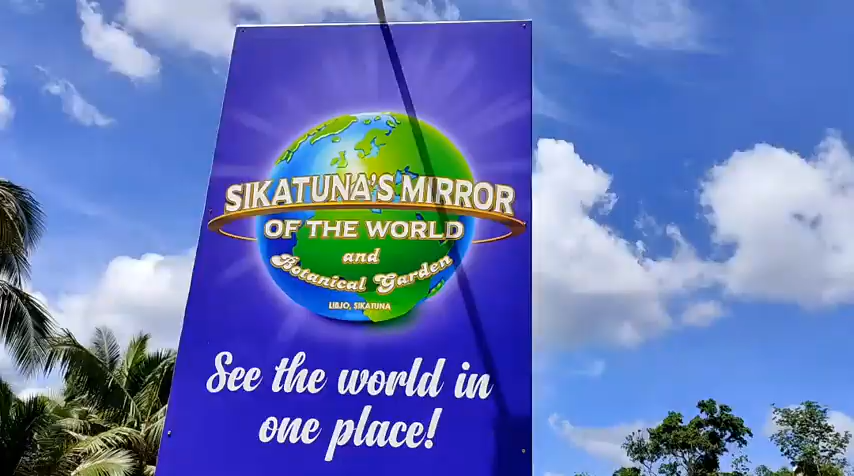 SIKATUNA'S MIRROR
OF THE WORLD
and
Botanical Garden
LIBJO, SIKATUNA
See the world in
one place!